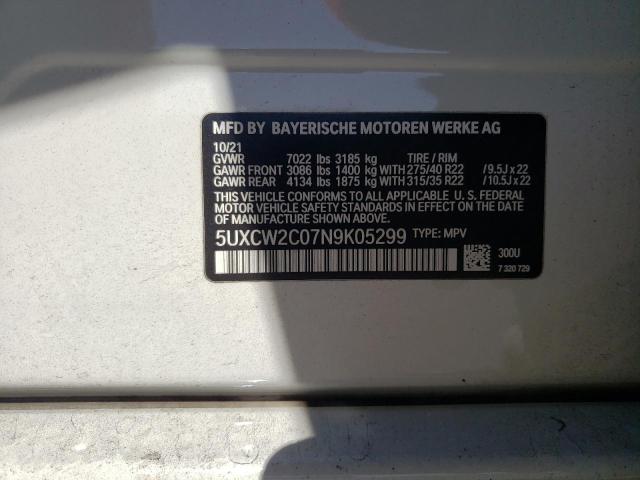 MFD BY BAYERISCHE MOTOREN WERKE AG
10/21
GVWR 7022 lbs 3185 kg TIRE / RIM
GAWR FRONT 3086 lbs 1400 kg WITH 275/40 R22 / 9.5J x 22
GAWR REAR 4134 lbs 1875 kg WITH 315/35 R22 / 10.5J x 22
THIS VEHICLE CONFORMS TO ALL APPLICABLE U.S. FEDERAL
MOTOR VEHICLE SAFETY AND THEFT PREVENTION STANDARDS
IN EFFECT ON THE DATE OF MANUFACTURE SHOWN ABOVE.
5UXCW2C07N9K05299 TYPE: MPV
300U
7 320 729